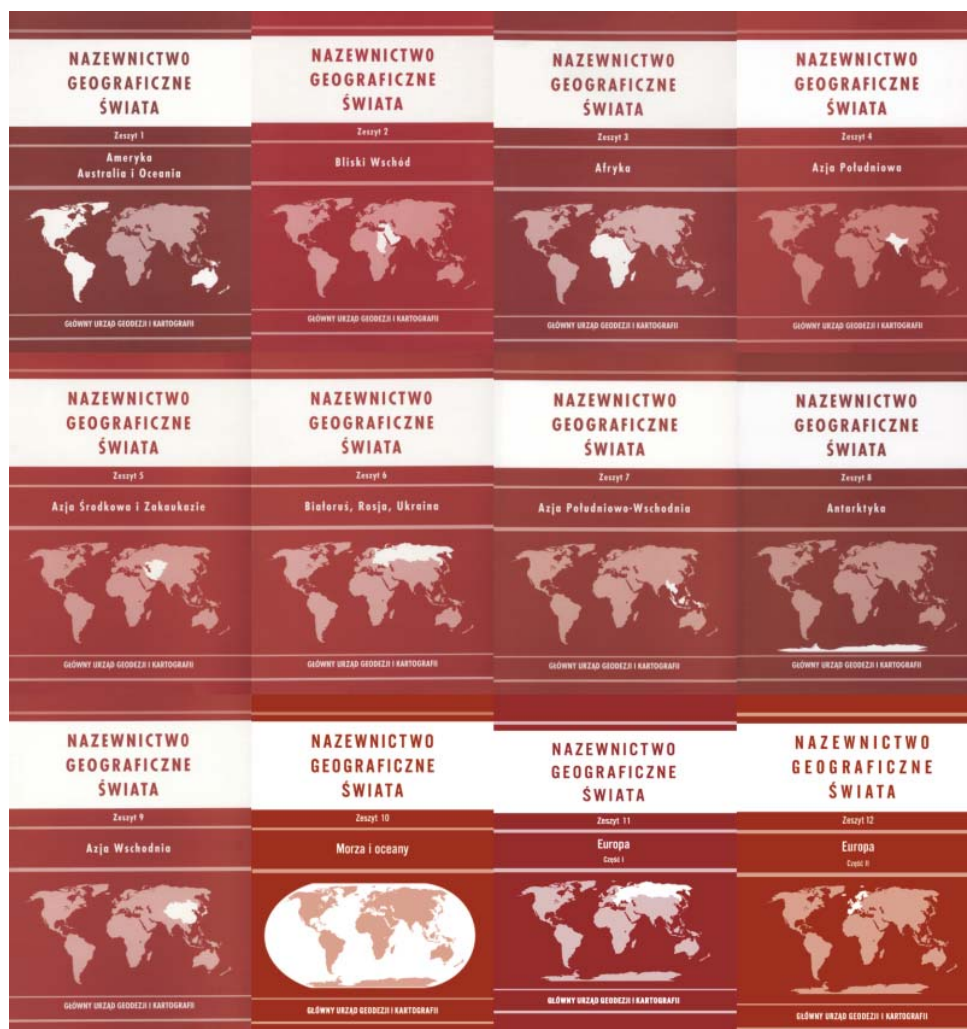 NAZEWNICTWO
GEOGRAFICZNE
ŚWIATA
Zeszyt 1
Ameryka
Australia i Oceania
GŁÓWNY URZĄD GEODEZJI I KARTOGRAFII
NAZEWNICTWO
GEOGRAFICZNE
ŚWIATA
Zeszyt 2
Bliski Wschód
GŁÓWNY URZĄD GEODEZJI I KARTOGRAFII
NAZEWNICTWO
GEOGRAFICZNE
ŚWIATA
Zeszyt 3
Afryka
GŁÓWNY URZĄD GEODEZJI I KARTOGRAFII
NAZEWNICTWO
GEOGRAFICZNE
ŚWIATA
Zeszyt 4
Azja Południowa
GŁÓWNY URZĄD GEODEZJI I KARTOGRAFII
NAZEWNICTWO
GEOGRAFICZNE
ŚWIATA
Zeszyt 5
Azja Środkowa i Zakaukazie
GŁÓWNY URZĄD GEODEZJI I KARTOGRAFII
NAZEWNICTWO
GEOGRAFICZNE
ŚWIATA
Zeszyt 6
Białoruś, Rosja, Ukraina
GŁÓWNY URZĄD GEODEZJI I KARTOGRAFII
NAZEWNICTWO
GEOGRAFICZNE
ŚWIATA
Zeszyt 7
Azja Południowo-Wschodnia
GŁÓWNY URZĄD GEODEZJI I KARTOGRAFII
NAZEWNICTWO
GEOGRAFICZNE
ŚWIATA
Zeszyt 8
Antarktyka
GŁÓWNY URZĄD GEODEZJI I KARTOGRAFII
NAZEWNICTWO
GEOGRAFICZNE
ŚWIATA
Zeszyt 9
Azja Wschodnia
GŁÓWNY URZĄD GEODEZJI I KARTOGRAFII
NAZEWNICTWO
GEOGRAFICZNE
ŚWIATA
Zeszyt 10
Morza i oceany
GŁÓWNY URZĄD GEODEZJI I KARTOGRAFII
NAZEWNICTWO
GEOGRAFICZNE
ŚWIATA
Zeszyt 11
Europa
Część I
GŁÓWNY URZĄD GEODEZJI I KARTOGRAFII
NAZEWNICTWO
GEOGRAFICZNE
ŚWIATA
Zeszyt 12
Europa
Część II
GŁÓWNY URZĄD GEODEZJI I KARTOGRAFII